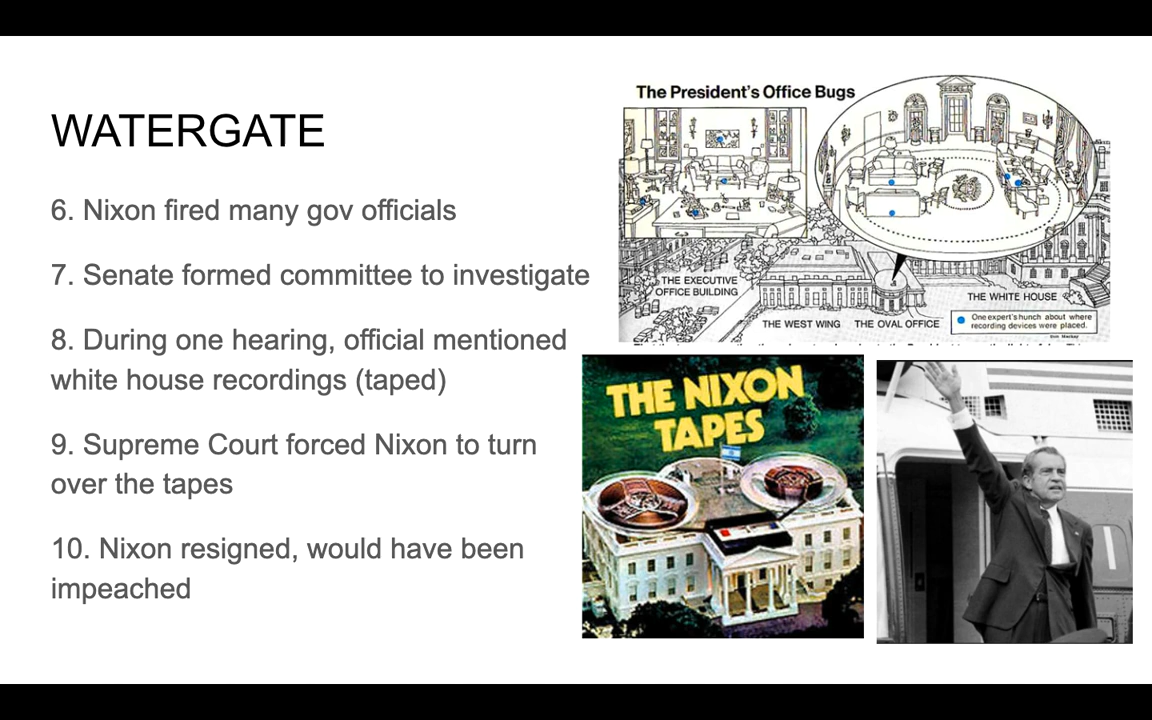 WATERGATE
6. Nixon fired many gov officials
7. Senate formed committee to investigate
8. During one hearing, official mentioned
white house recordings (taped)
9. Supreme Court forced Nixon to turn
over the tapes
10. Nixon resigned, would have been
impeached
The President's Office Bugs
THE EXECUTIVE
OFFICE BUILDING
THE WEST WING
THE OVAL OFFICE
THE WHITE HOUSE
One expert's hunch about where
recording devices were placed.
THE NIXON
TAPES